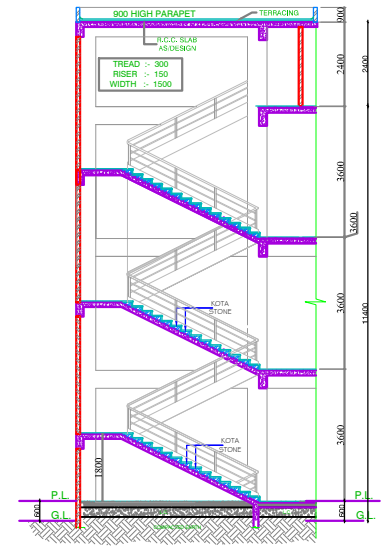 900 HIGH PARAPET
TERRACING
900
R.C.C. SLAB
AS/DESIGN
TREAD :- 300
RISER :- 150
WIDTH :- 1500
2400
2400
3600
3600
3600
11400
KOTA
STONE
KOTA
STONE
3600
1800
P.L.
P.L.
600
600
G.L.
G.L.